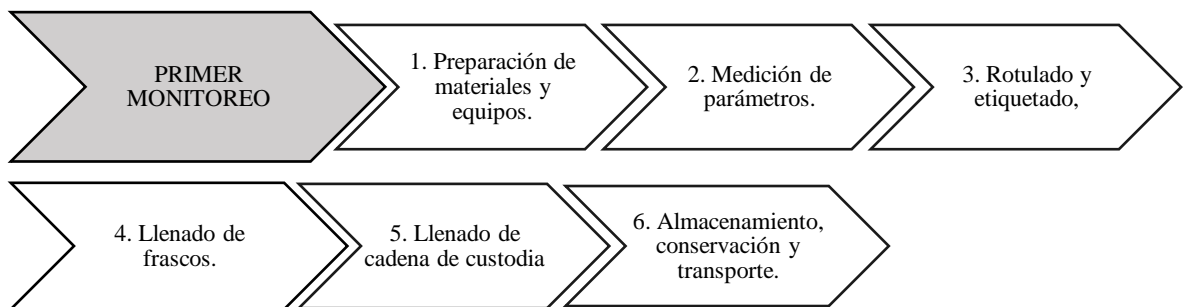 PRIMER
MONITOREO
1. Preparación de
materiales y
equipos.
2. Medición de
parámetros.
3. Rotulado y
etiquetado,
4. Llenado de
frascos.
5. Llenado de
cadena de custodia
6. Almacenamiento,
conservación y
transporte.